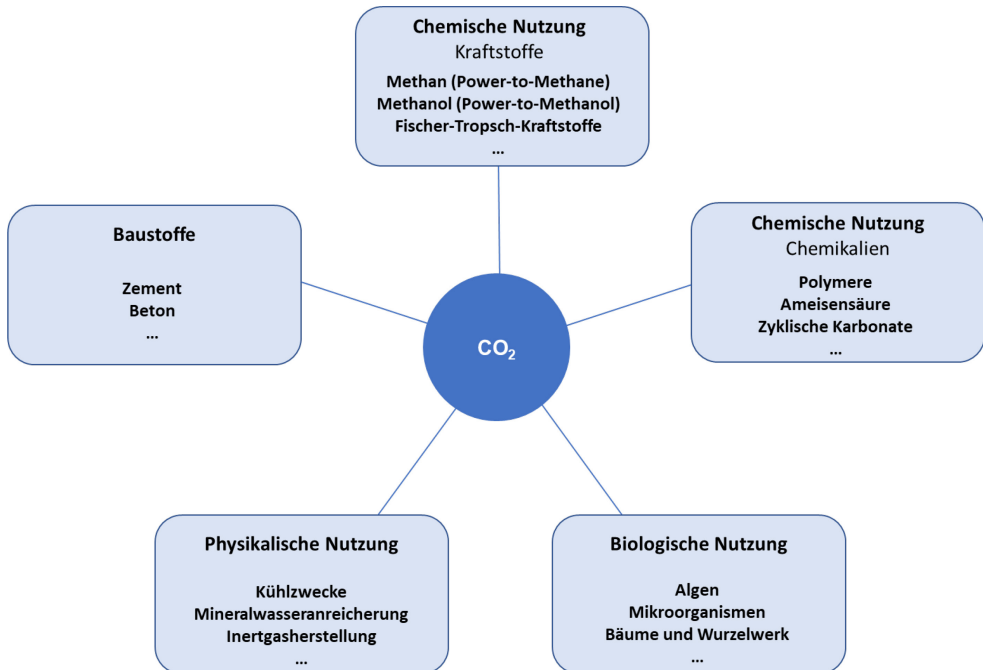 Chemische Nutzung
Kraftstoffe
Methan (Power-to-Methane)
Methanol (Power-to-Methanol)
Fischer-Tropsch-Kraftstoffe
...
Baustoffe
Zement
Beton
...
Chemische Nutzung
Chemikalien
Polymere
Ameisensäure
Zyklische Karbonate
...
CO₂
Physikalische Nutzung
Kühlzwecke
Mineralwasseranreicherung
Inertgasherstellung
...
Biologische Nutzung
Algen
Mikroorganismen
Bäume und Wurzelwerk
...